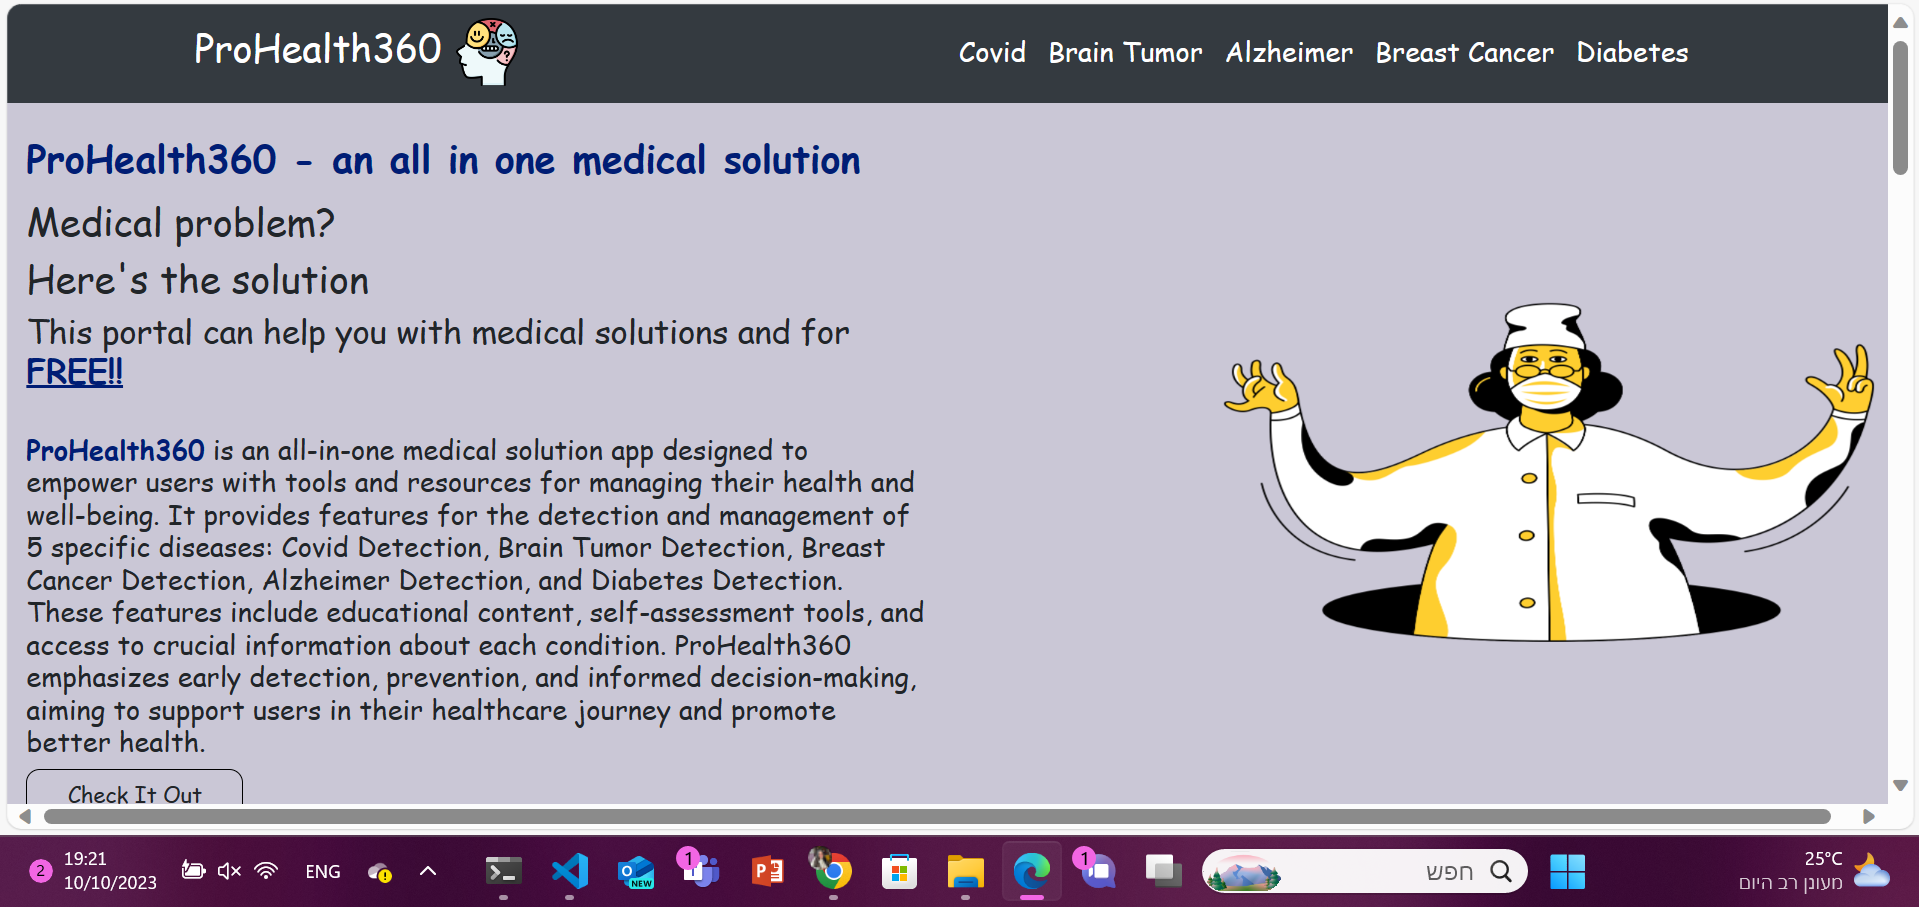 ProHealth360
Covid Brain Tumor Alzheimer Breast Cancer Diabetes
ProHealth360 - an all in one medical solution
Medical problem?
Here's the solution
This portal can help you with medical solutions and for
FREE!!
ProHealth360 is an all-in-one medical solution app designed to
empower users with tools and resources for managing their health and
well-being. It provides features for the detection and management of
5 specific diseases: Covid Detection, Brain Tumor Detection, Breast
Cancer Detection, Alzheimer Detection, and Diabetes Detection.
These features include educational content, self-assessment tools, and
access to crucial information about each condition. ProHealth360
emphasizes early detection, prevention, and informed decision-making,
aiming to support users in their healthcare journey and promote
better health.
Check It Out
2
19:21
10/10/2023
ENG
NEW
1
1
חפש
25°C
מעונן רב היום